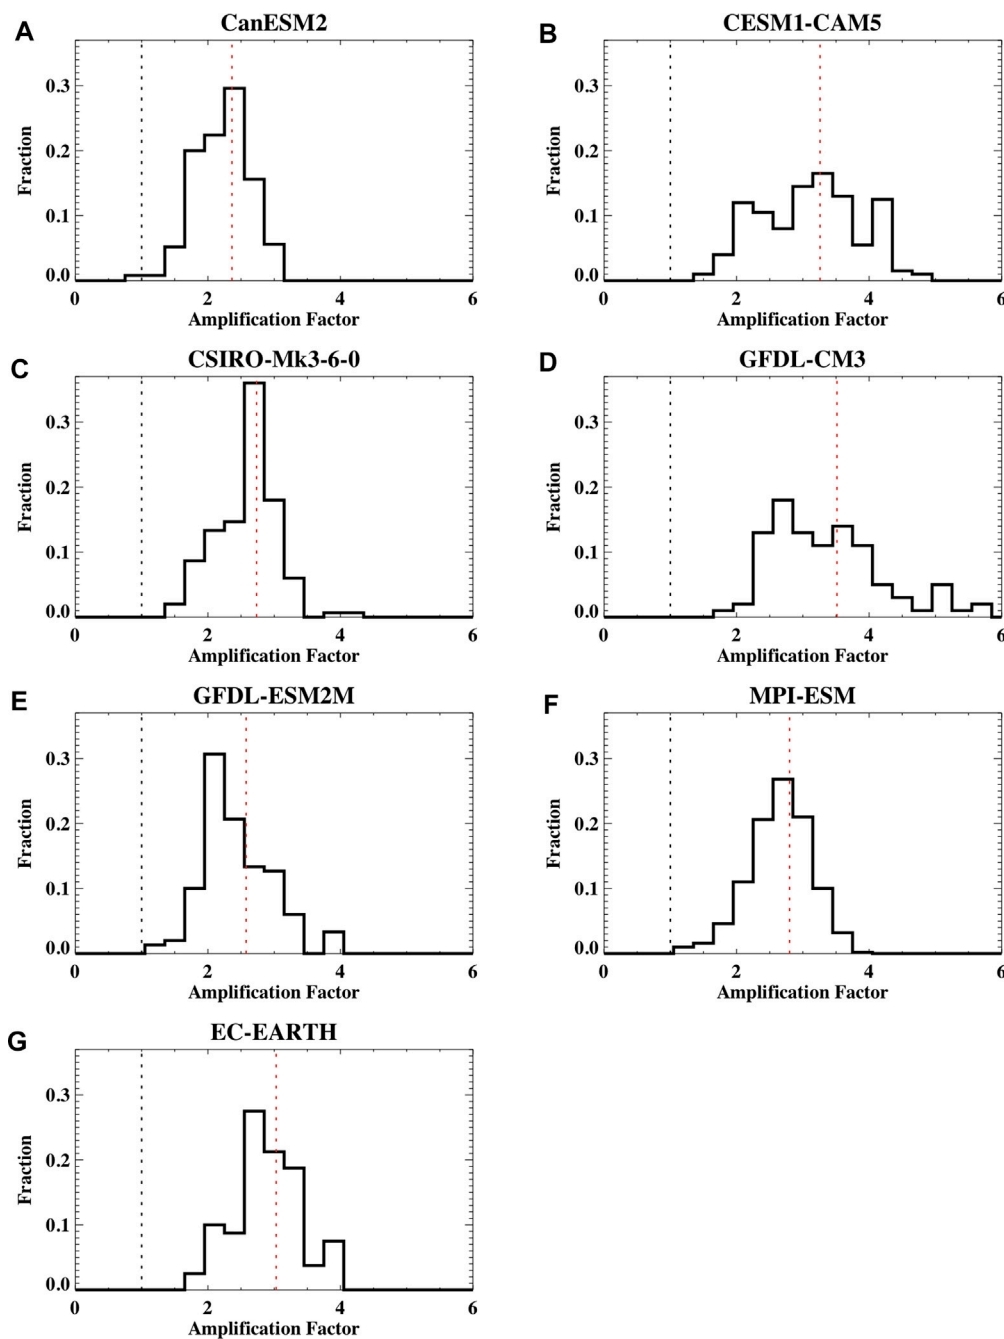 A
CanESM2
Fraction
0.3
0.2
0.1
0.0
0 2 4 6
Amplification Factor
B
CESM1-CAM5
Fraction
0.3
0.2
0.1
0.0
0 2 4 6
Amplification Factor
C
CSIRO-Mk3-6-0
Fraction
0.3
0.2
0.1
0.0
0 2 4 6
Amplification Factor
D
GFDL-CM3
Fraction
0.3
0.2
0.1
0.0
0 2 4 6
Amplification Factor
E
GFDL-ESM2M
Fraction
0.3
0.2
0.1
0.0
0 2 4 6
Amplification Factor
F
MPI-ESM
Fraction
0.3
0.2
0.1
0.0
0 2 4 6
Amplification Factor
G
EC-EARTH
Fraction
0.3
0.2
0.1
0.0
0 2 4 6
Amplification Factor